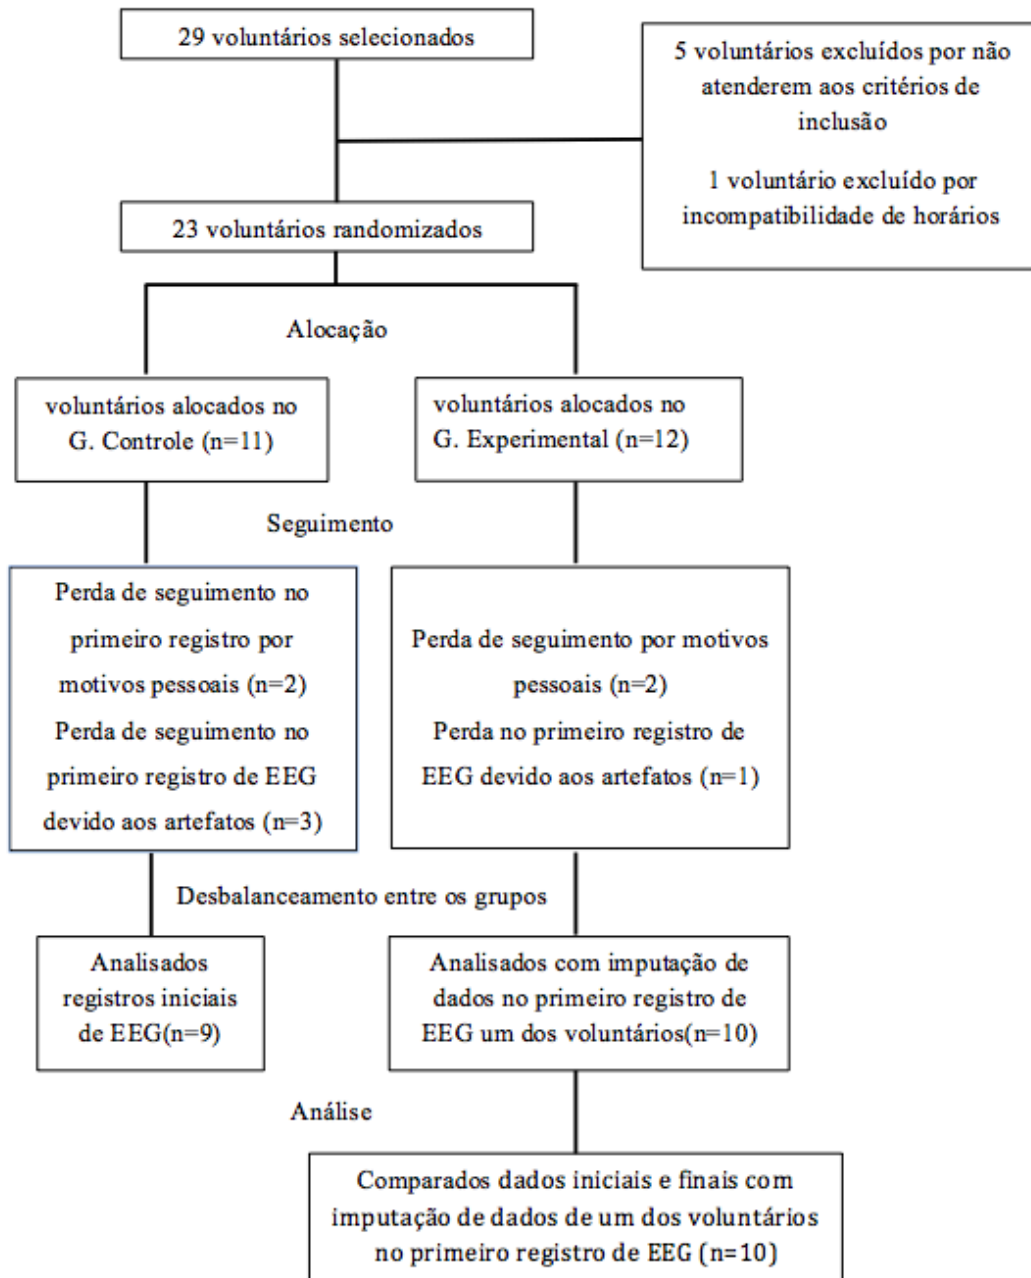 29 voluntários selecionados
5 voluntários excluídos por não
atenderem aos critérios de
inclusão
1 voluntário excluído por
incompatibilidade de horários
23 voluntários randomizados
Alocação
voluntários alocados no
G. Controle (n=11)
voluntários alocados no
G. Experimental (n=12)
Seguimento
Perda de seguimento no
primeiro registro por
motivos pessoais (n=2)
Perda de seguimento no
primeiro registro de EEG
devido aos artefatos (n=3)
Perda de seguimento por motivos
pessoais (n=2)
Perda no primeiro registro de
EEG devido aos artefatos (n=1)
Desbalanceamento entre os grupos
Analisados
registros iniciais
de EEG(n=9)
Analisados com imputação de
dados no primeiro registro de
EEG um dos voluntários(n=10)
Análise
Comparados dados iniciais e finais com
imputação de dados de um dos voluntários
no primeiro registro de EEG (n=10)